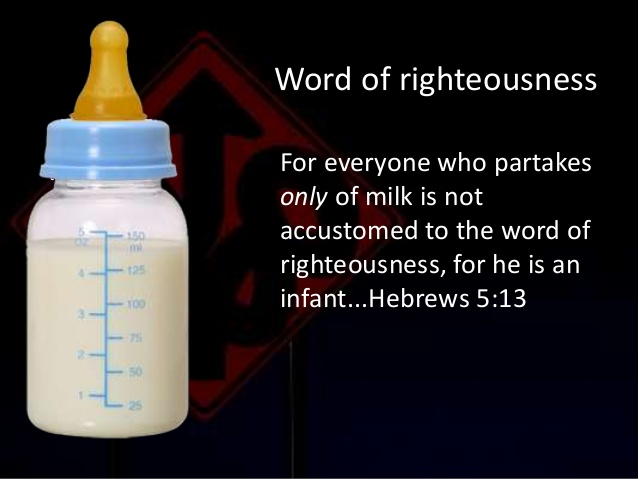 Word of righteousness
For everyone who partakes
only of milk is not
accustomed to the word of
righteousness, for he is an
infant...Hebrews 5:13
5 150
OZ ml
4 125
100
3
75
2
50
1
25